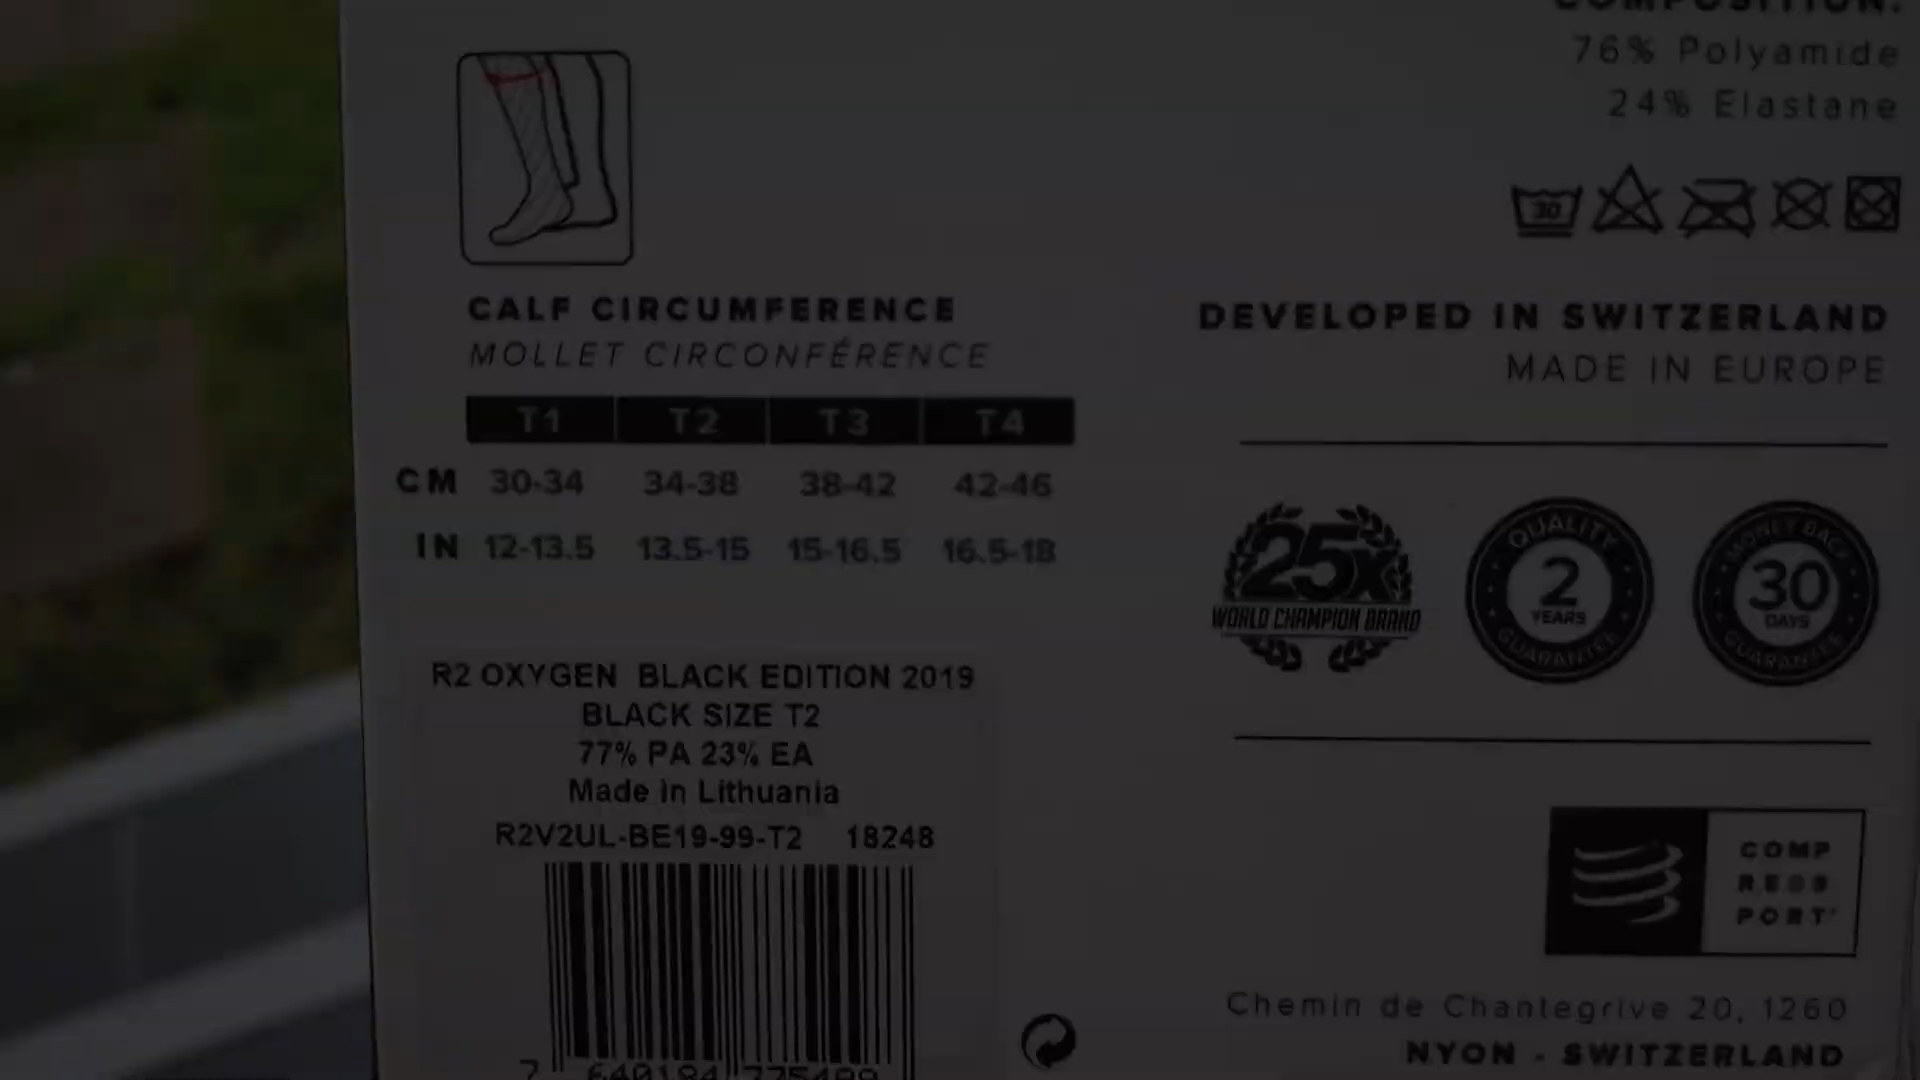 COMPOSITION:
76% Polyamide
24% Elastane
30
CALF CIRCUMFERENCE
MOLLET CIRCONFÉRENCE
T1 T2 T3 T4
CM 30-34 34-38 38-42 42-46
IN 12-13.5 13.5-15 15-16.5 16.5-18
DEVELOPED IN SWITZERLAND
MADE IN EUROPE
25x
WORLD CHAMPION BRAND
QUALITY
2
YEARS
GUARANTEE
MONEY BACK
30
DAYS
GUARANTEE
R2 OXYGEN BLACK EDITION 2019
BLACK SIZE T2
77% PA 23% EA
Made in Lithuania
R2V2UL-BE19-99-T2 18248
7 640184 775499
COMP
RESS
PORT
Chemin de Chantegrive 20, 1260
NYON - SWITZERLAND